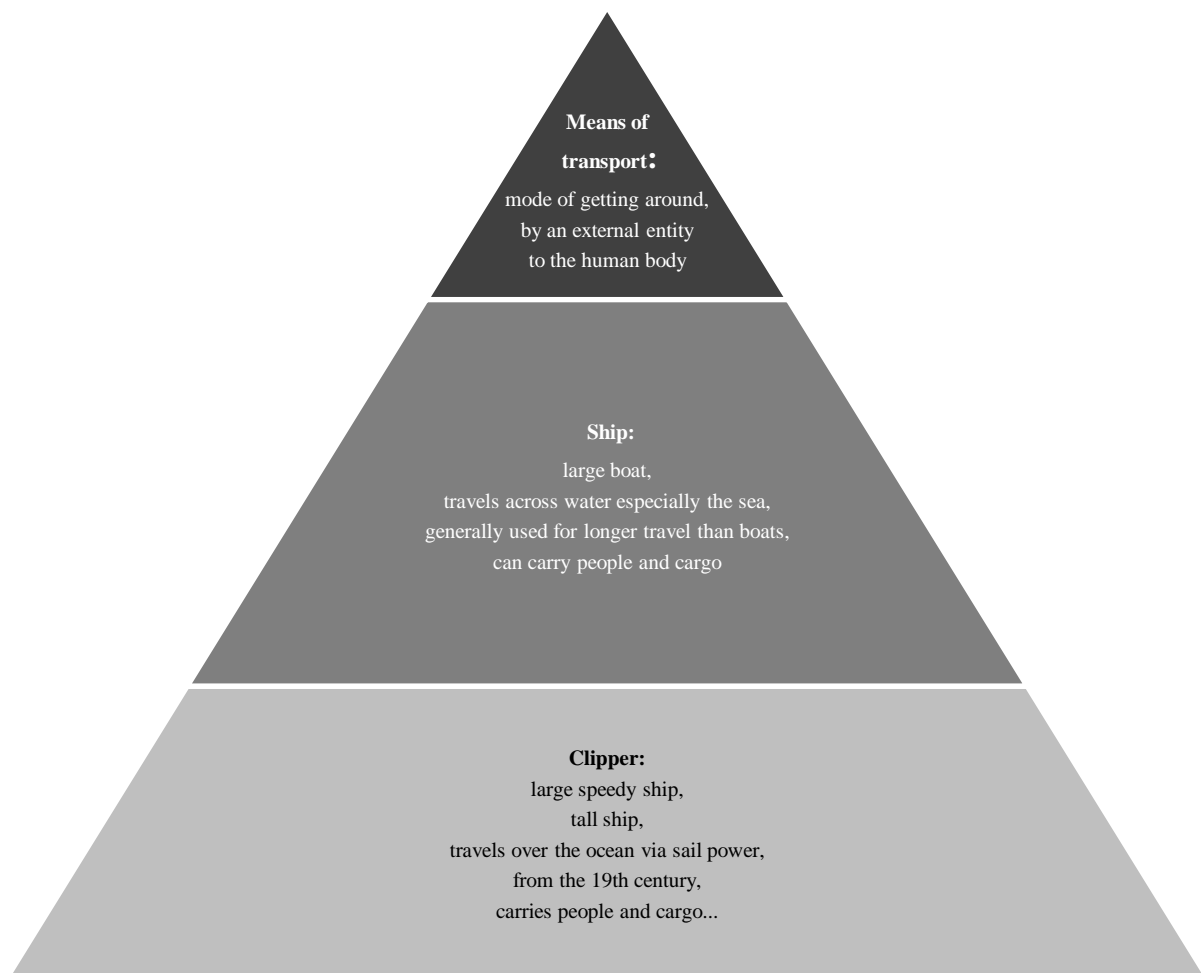 Means of
transport:
mode of getting around,
by an external entity
to the human body
Ship:
large boat,
travels across water especially the sea,
generally used for longer travel than boats,
can carry people and cargo
Clipper:
large speedy ship,
tall ship,
travels over the ocean via sail power,
from the 19th century,
carries people and cargo...